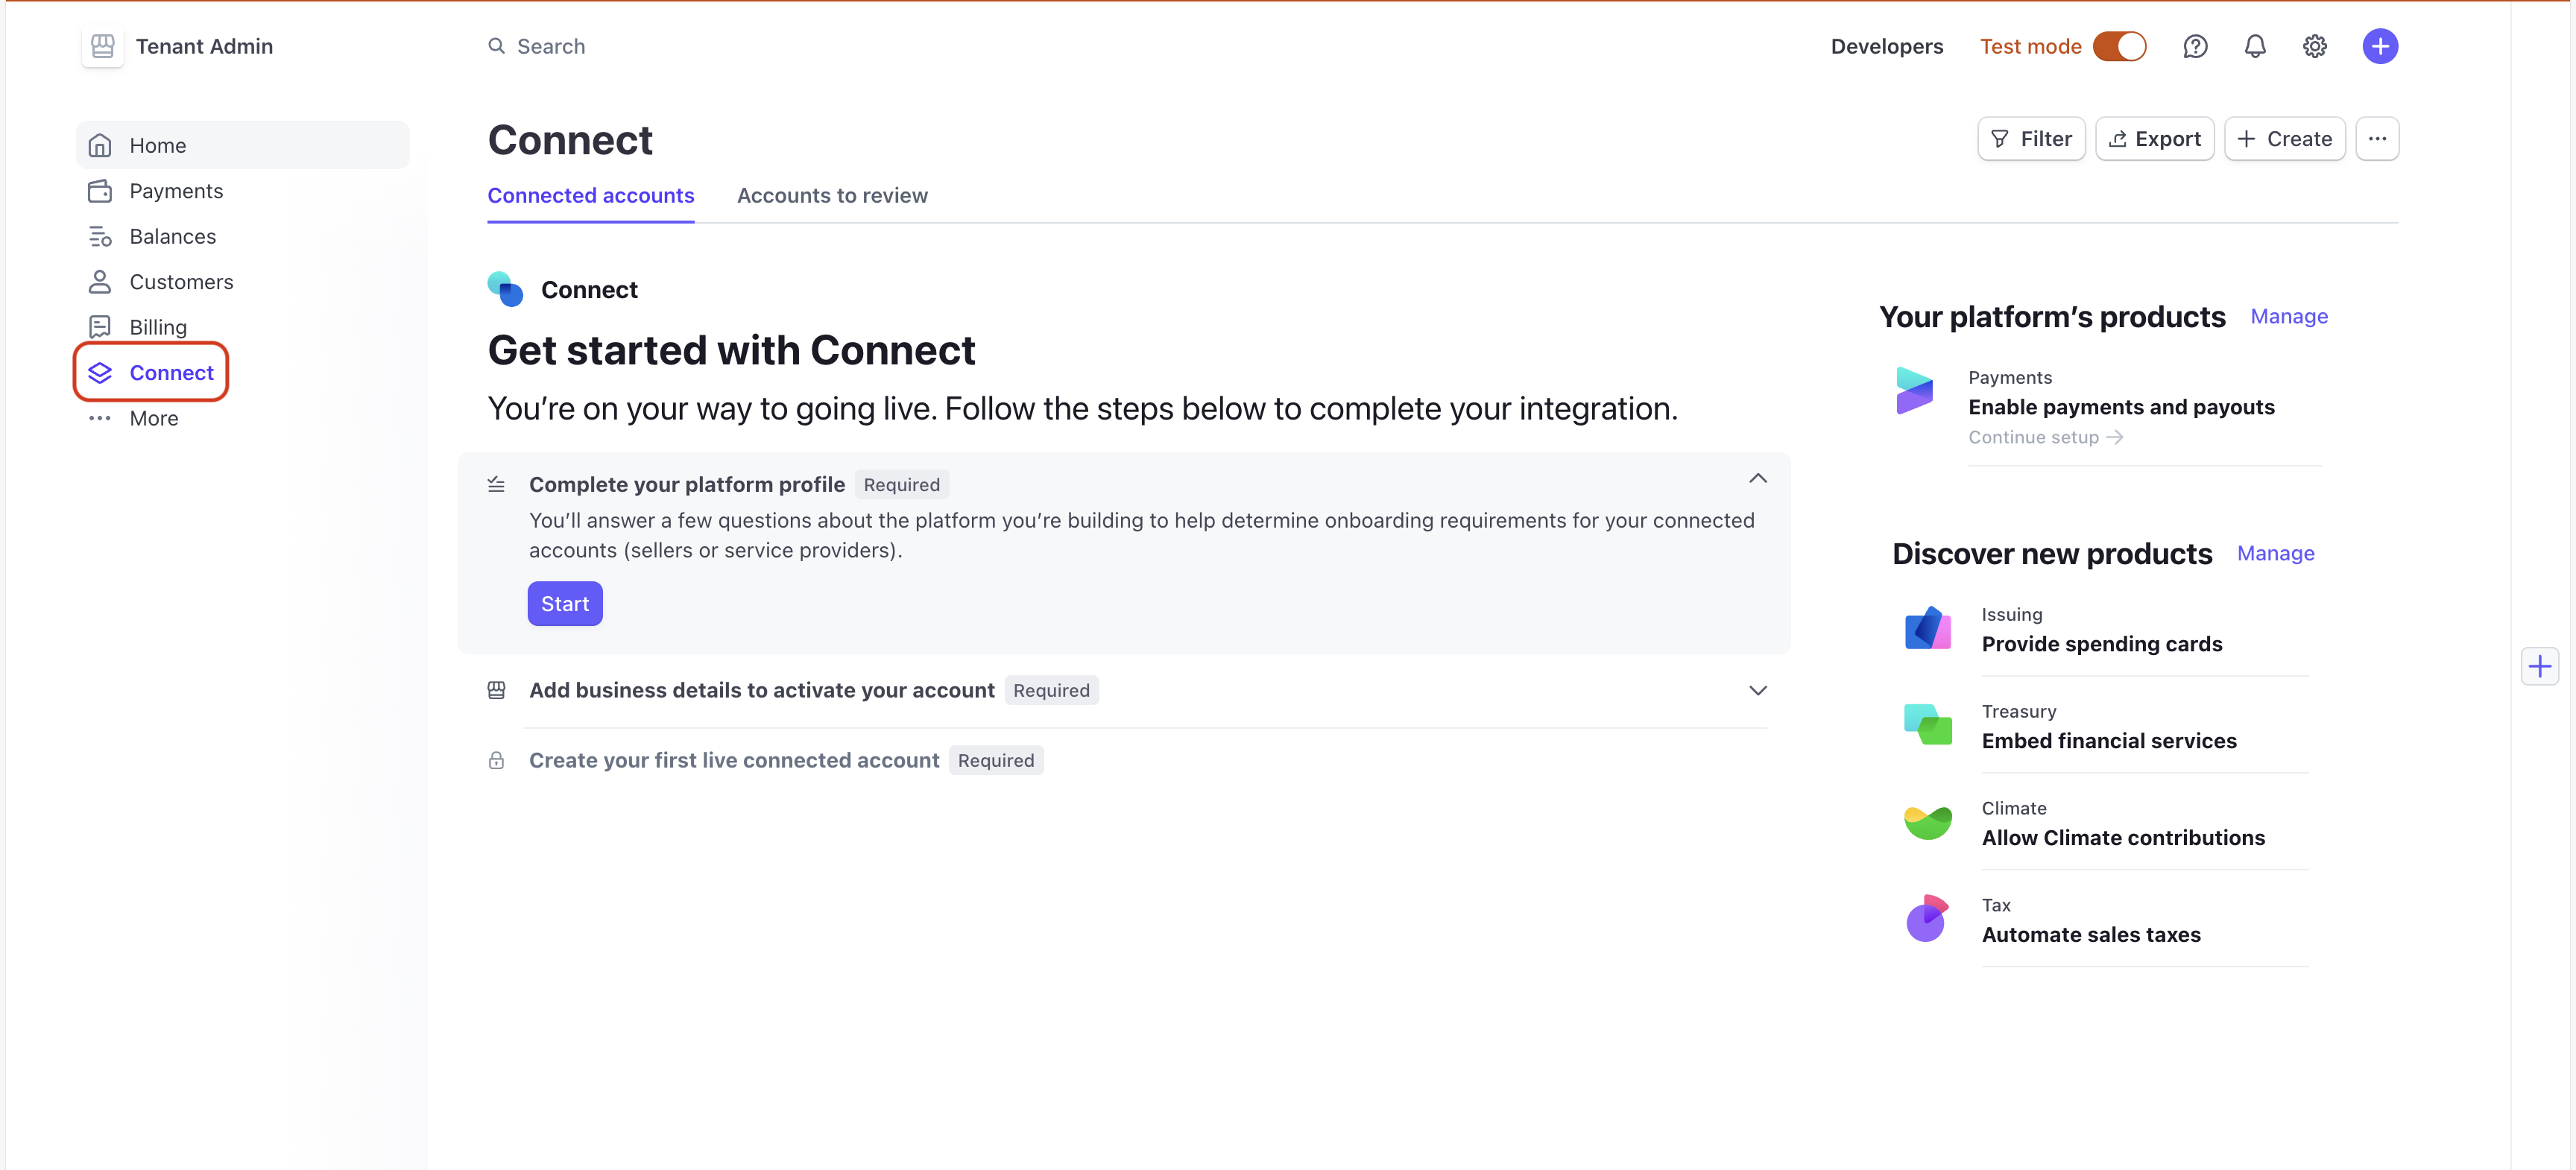 Tenant Admin
Search
Developers
Test mode
Home
Payments
Balances
Customers
Billing
Connect
More
Connect
Filter
Export
Create
Connected accounts
Accounts to review
Connect
Get started with Connect
You’re on your way to going live. Follow the steps below to complete your integration.
Complete your platform profile Required
You’ll answer a few questions about the platform you’re building to help determine onboarding requirements for your connected
accounts (sellers or service providers).
Start
Add business details to activate your account Required
Create your first live connected account Required
Your platform’s products Manage
Payments
Enable payments and payouts
Continue setup →
Discover new products Manage
Issuing
Provide spending cards
Treasury
Embed financial services
Climate
Allow Climate contributions
Tax
Automate sales taxes